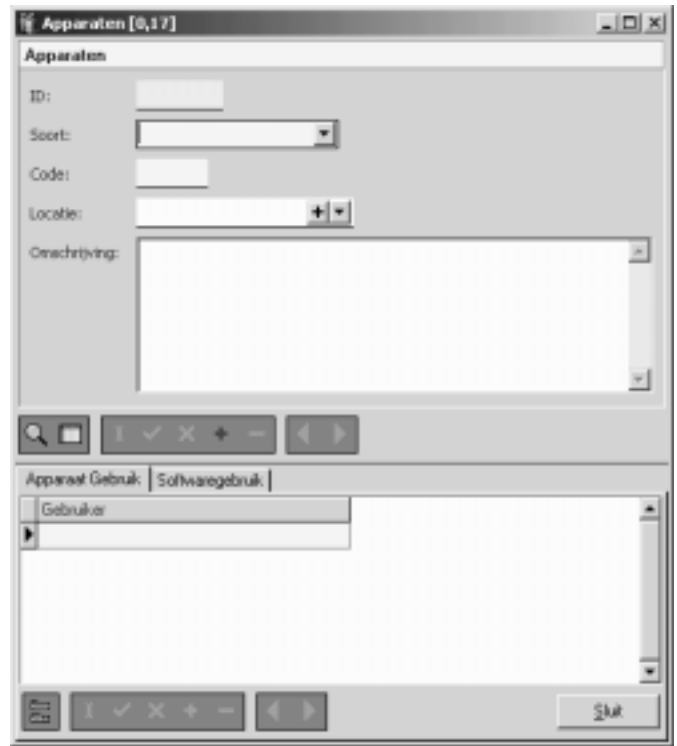 Apparaten [0,17]
Apparaten
ID:
Soort:
Code:
Locatie:
Omschrijving:
Apparaat Gebruik Softwaregebruik
Gebruiker
Sluit